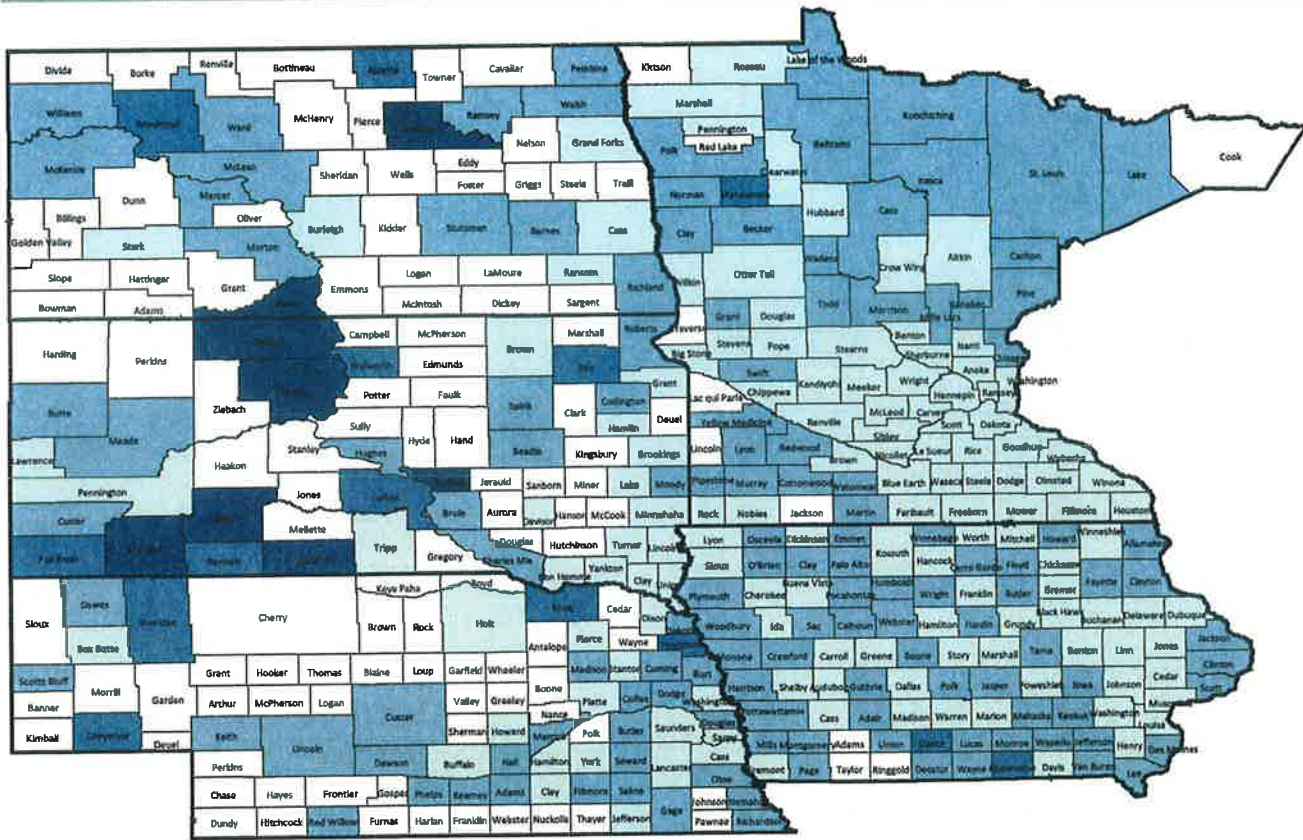 Divide Burke Renville Bottineau Rolette Towner Cavalier Pembina Kittson Roseau Lake of the Woods
Williams Mountrail Ward McHenry Pierce Ramsey Walsh Marshall Koochiching
Nelson Grand Forks Polk Pennington Red Lake Clearwater Beltrami Itasca St. Louis Lake Cook
McKenzie McLean Sheridan Wells Eddy Foster Griggs Steele Traill Norman Mahnomen
Dunn Mercer Oliver Hubbard Cass
Billings Golden Valley Stark Morton Burleigh Kidder Stutsman Barnes Cass Clay Becker
Slope Hettinger Grant Emmons Logan LaMoure Ransom Richland Wilkin Otter Tail Wadena Crow Wing Aitkin Carlton
Bowman Adams McIntosh Dickey Sargent Todd Morrison Mille Lacs Kanabec Pine
Harding Perkins Campbell McPherson Brown Marshall Roberts Traverse Grant Douglas
Walworth Edmunds Day Big Stone Stevens Pope Stearns Benton Sherburne Isanti Chisago
Ziebach Potter Faulk Grant Swift Kandiyohi Meeker Wright Anoka Washington
Butte Meade Sully Hyde Hand Spink Clark Codington Hamlin Deuel Lac qui Parle Chippewa Hennepin Ramsey
Lawrence Haakon Stanley Hughes Beadle Kingsbury Brookings Yellow Medicine Renville McLeod Carver Scott Dakota
Lincoln Lyon Redwood Brown Nicollet Sibley Le Sueur Rice Goodhue Wabasha
Pennington Jones Lyman Buffalo Jerauld Sanborn Miner Lake Moody Pipestone Murray Cottonwood Watonwan Blue Earth Waseca Steele Dodge Olmsted Winona
Custer Mellette Brule Aurora Davison Hanson McCook Minnehaha Rock Nobles Jackson Martin Faribault Freeborn Mower Fillmore Houston
Fall River Bennett Tripp Gregory Douglas Charles Mix Hutchinson Turner Lincoln Lyon Osceola Dickinson Emmet Winnebago Worth Mitchell Howard Winneshiek Allamakee
Bon Homme Yankton Clay Union Sioux O'Brien Clay Palo Alto Kossuth Hancock Cerro Gordo Floyd Chickasaw
Keya Paha Boyd Plymouth Cherokee Buena Vista Pocahontas Humboldt Wright Franklin Butler Bremer Fayette Clayton
Sioux Dawes Sheridan Cherry Brown Rock Holt Knox Cedar Dixon Woodbury Ida Sac Calhoun Webster Hamilton Hardin Grundy Black Hawk Buchanan Delaware Dubuque
Box Butte Antelope Pierce Wayne Monona Crawford Carroll Greene Boone Story Marshall Tama Benton Linn Jones Jackson
Grant Hooker Thomas Blaine Loup Garfield Wheeler Madison Stanton Cuming Burt Clinton
Scotts Bluff Morrill Garden Boone Harrison Shelby Audubon Guthrie Dallas Polk Jasper Poweshiek Iowa Johnson Cedar Scott
Banner Arthur McPherson Logan Custer Valley Greeley Nance Platte Colfax Dodge Washington Pottawattamie Cass Adair Madison Warren Marion Mahaska Keokuk Washington Louisa
Kimball Cheyenne Deuel Keith Lincoln Sherman Howard Merrick Polk Butler Saunders Douglas Sarpy Mills Montgomery Adams Union Clarke Lucas Monroe Wapello Jefferson Henry Des Moines
Perkins Dawson Buffalo Hall Hamilton York Seward Lancaster Cass Otoe Fremont Page Taylor Ringgold Decatur Wayne Davis Van Buren Lee
Chase Hayes Frontier Gosper Phelps Kearney Adams Clay Fillmore Saline Gage Johnson Nemaha
Dundy Hitchcock Red Willow Furnas Harlan Franklin Webster Nuckolls Thayer Jefferson Pawnee Richardson